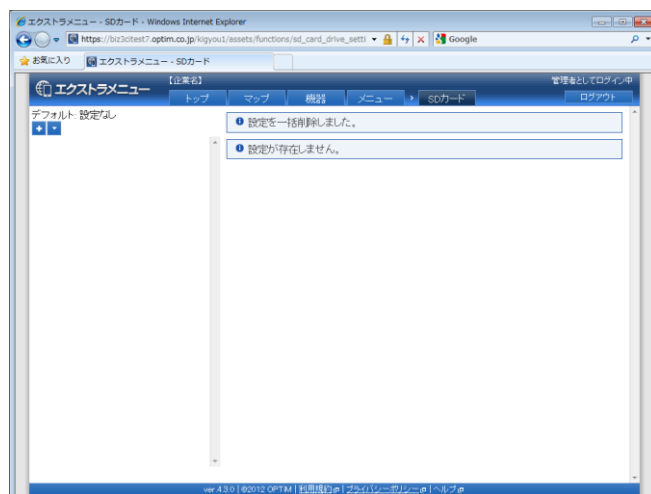 エクストラメニュー - SDカード - Windows Internet Explorer
https://biz3citest7.optim.co.jp/kigyou1/assets/functions/sd_card_drive_setti
Google
お気に入り
エクストラメニュー - SDカード
エクストラメニュー
【企業名】
管理者としてログイン中
トップ
マップ
機器
メニュー
SDカード
ログアウト
デフォルト: 設定なし
設定を一括削除しました。
設定が存在しません。
ver.4.3.0 | ©2012 OPTiM | 利用規約 | プライバシーポリシー | ヘルプ